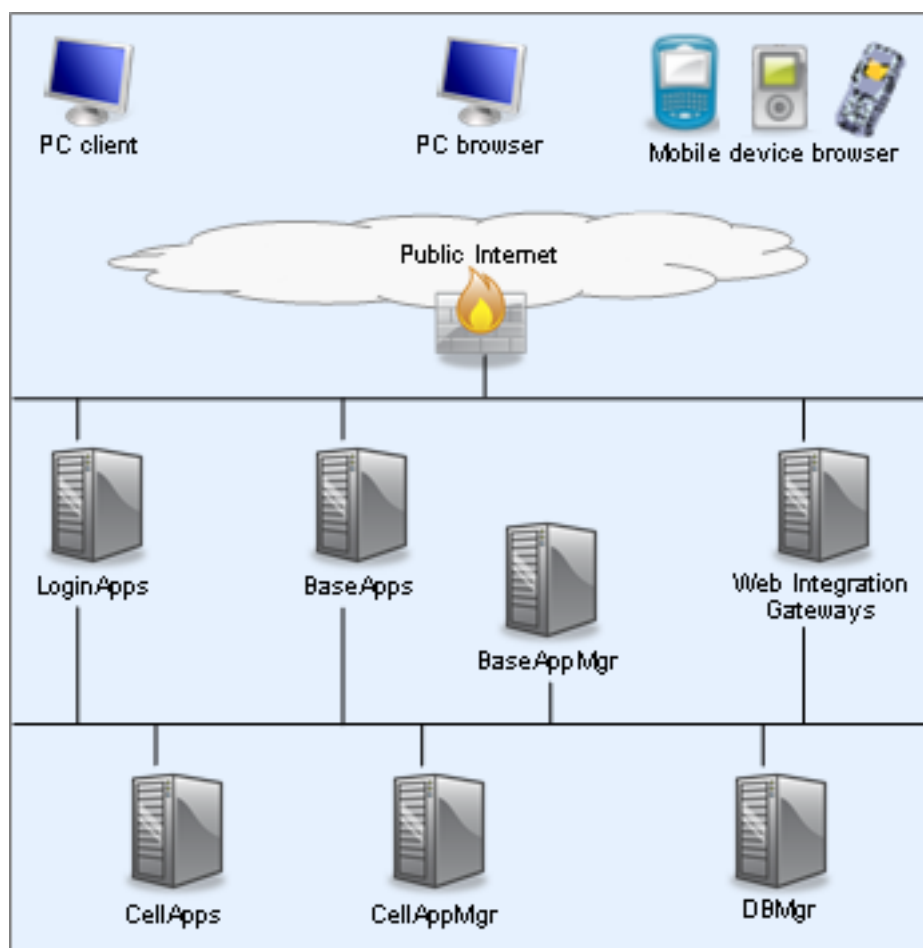 PC client
PC browser
Mobile device browser
Public Internet
LoginApps
BaseApps
Web Integration
Gateways
BaseAppMgr
CellApps
CellAppMgr
DBMgr